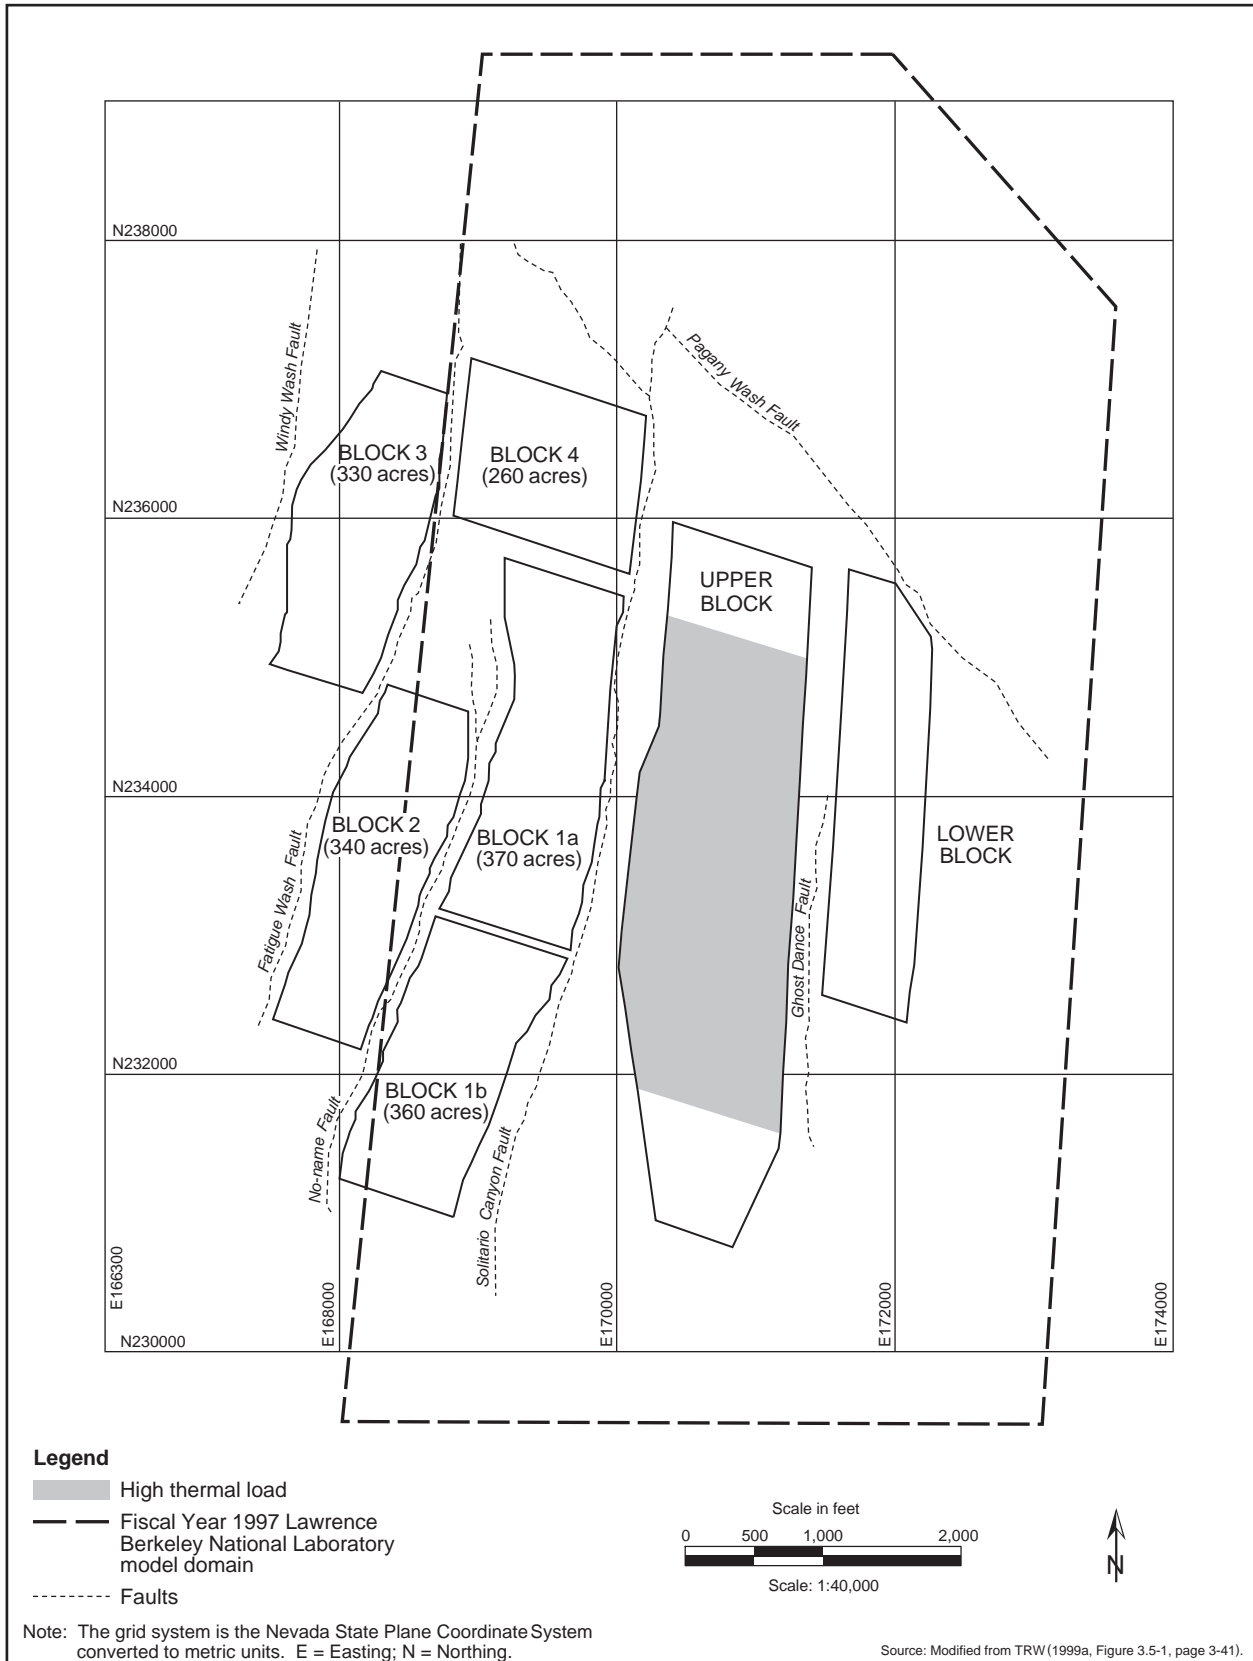 N238000
Windy Wash Fault
Pagany Wash Fault
BLOCK 3
(330 acres)
BLOCK 4
(260 acres)
N236000
UPPER
BLOCK
N234000
BLOCK 2
(340 acres)
BLOCK 1a
(370 acres)
LOWER
BLOCK
Fatigue Wash Fault
Ghost Dance Fault
N232000
BLOCK 1b
(360 acres)
No-name Fault
Solitario Canyon Fault
E166300
E168000
E170000
E172000
E174000
N230000
Legend
High thermal load
Fiscal Year 1997 Lawrence
Berkeley National Laboratory
model domain
Faults
Scale in feet
0 500 1,000 2,000
Scale: 1:40,000
N
Note: The grid system is the Nevada State Plane Coordinate System
converted to metric units. E = Easting; N = Northing.
Source: Modified from TRW (1999a, Figure 3.5-1, page 3-41).